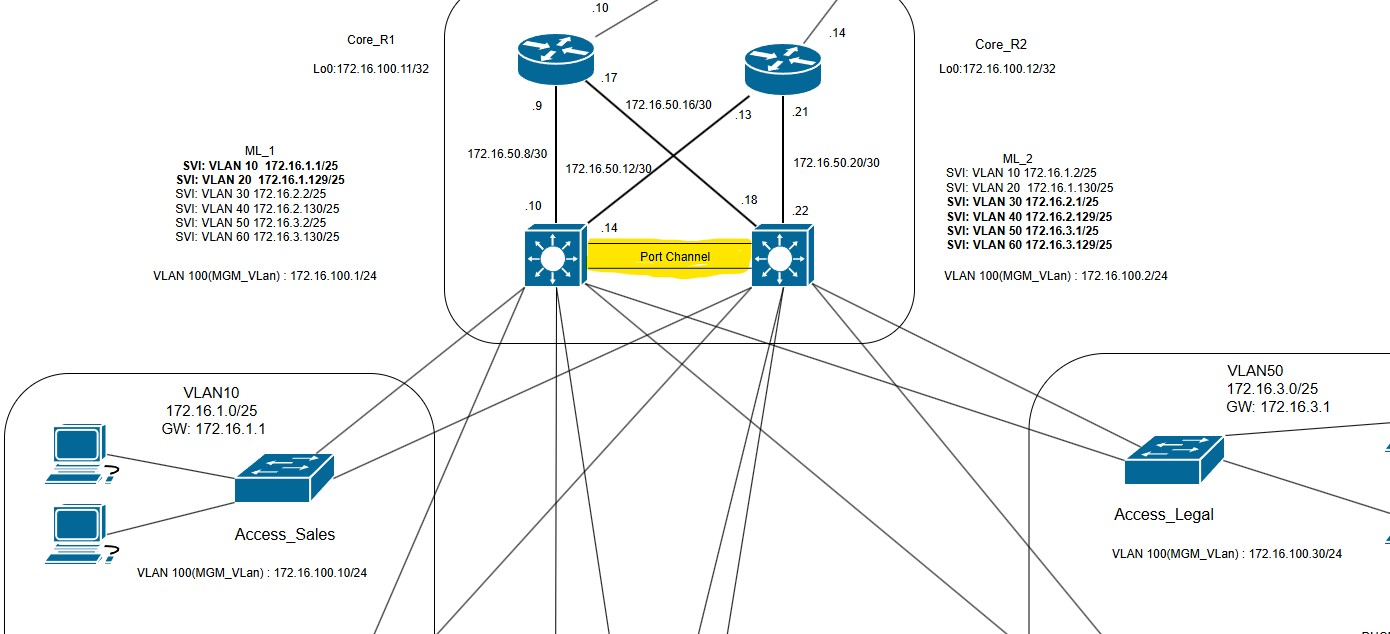 .10
.14
Core_R1
Lo0:172.16.100.11/32
Core_R2
Lo0:172.16.100.12/32
.17
172.16.50.16/30
.9
.13
.21
172.16.50.8/30
172.16.50.12/30
172.16.50.20/30
ML_1
SVI: VLAN 10 172.16.1.1/25
SVI: VLAN 20 172.16.1.129/25
SVI: VLAN 30 172.16.2.2/25
SVI: VLAN 40 172.16.2.130/25
SVI: VLAN 50 172.16.3.2/25
SVI: VLAN 60 172.16.3.130/25
VLAN 100(MGM_VLan) : 172.16.100.1/24
ML_2
SVI: VLAN 10 172.16.1.2/25
SVI: VLAN 20 172.16.1.130/25
SVI: VLAN 30 172.16.2.1/25
SVI: VLAN 40 172.16.2.129/25
SVI: VLAN 50 172.16.3.1/25
SVI: VLAN 60 172.16.3.129/25
VLAN 100(MGM_VLan) : 172.16.100.2/24
.10
.14
.18
.22
Port Channel
VLAN10
172.16.1.0/25
GW: 172.16.1.1
?
?
Access_Sales
VLAN 100(MGM_VLan) : 172.16.100.10/24
VLAN50
172.16.3.0/25
GW: 172.16.3.1
Access_Legal
VLAN 100(MGM_VLan) : 172.16.100.30/24